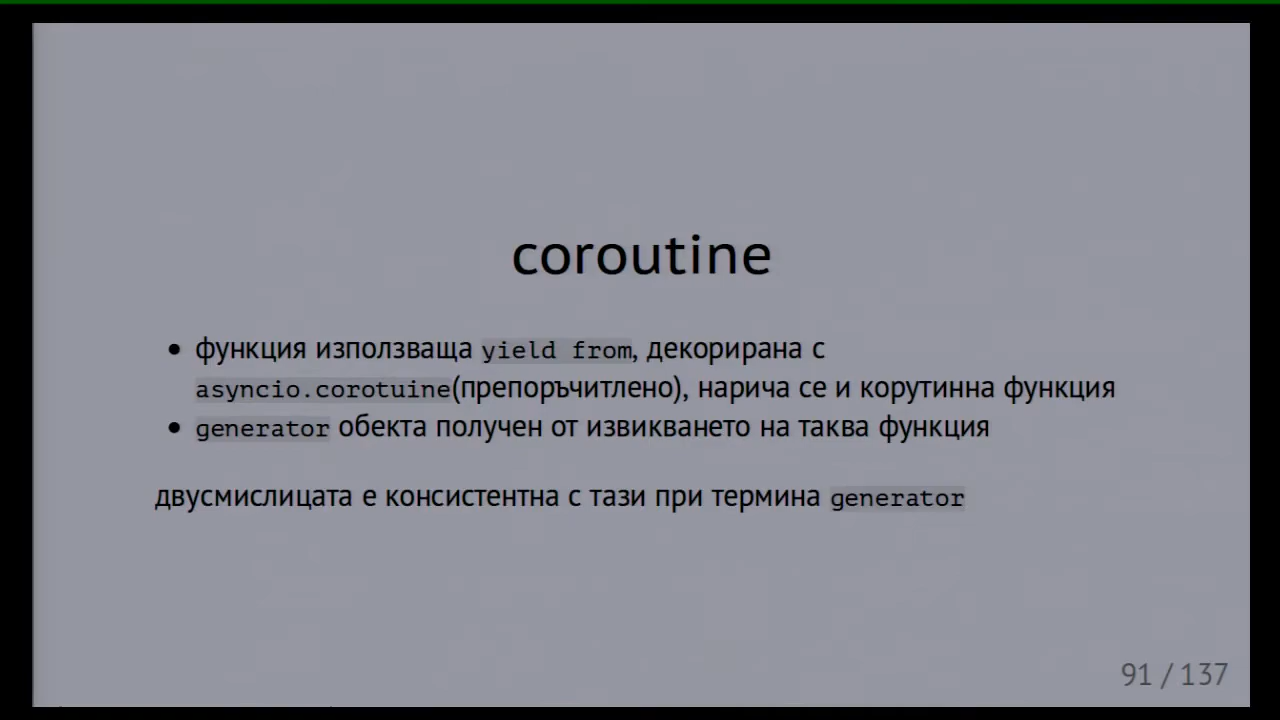 coroutine
• функция използваща yield from, декорирана с
asyncio.corotuine(препоръчитлено), нарича се и корутинна функция
• generator обекта получен от извикването на таква функция
двусмислицата е консистентна с тази при термина generator
91 / 137